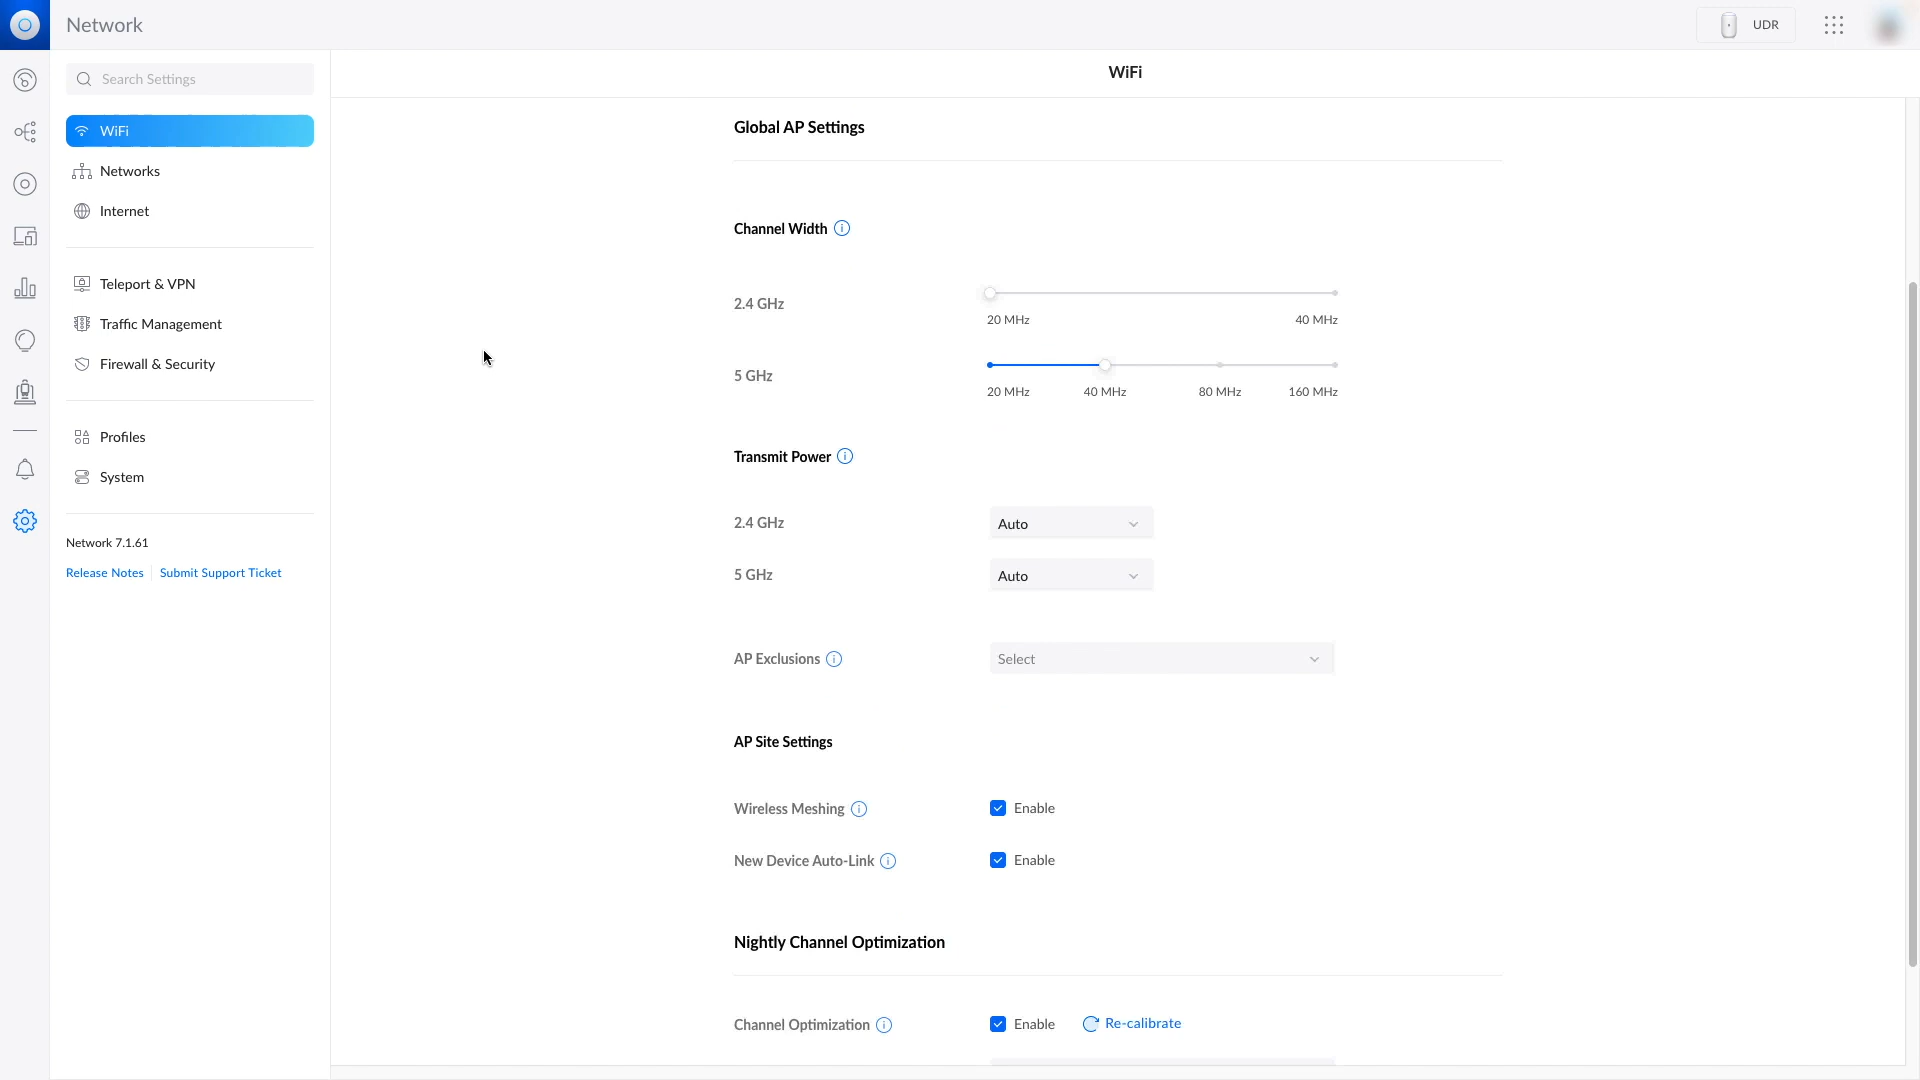 Network
UDR
Search Settings
WiFi
WiFi
Global AP Settings
Networks
Internet
Channel Width
Teleport & VPN
2.4 GHz
20 MHz
40 MHz
Traffic Management
Firewall & Security
5 GHz
20 MHz
40 MHz
80 MHz
160 MHz
Profiles
Transmit Power
System
2.4 GHz
Auto
Network 7.1.61
Release Notes
Submit Support Ticket
5 GHz
Auto
AP Exclusions
Select
AP Site Settings
Wireless Meshing
Enable
New Device Auto-Link
Enable
Nightly Channel Optimization
Channel Optimization
Enable
Re-calibrate